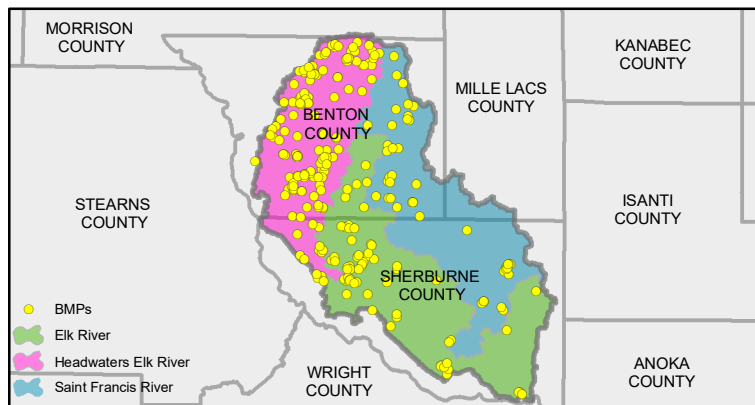 MORRISON
COUNTY
KANABEC
COUNTY
MILLE LACS
COUNTY
BENTON
COUNTY
STEARNS
COUNTY
ISANTI
COUNTY
SHERBURNE
COUNTY
BMPs
Elk River
Headwaters Elk River
Saint Francis River
WRIGHT
COUNTY
ANOKA
COUNTY